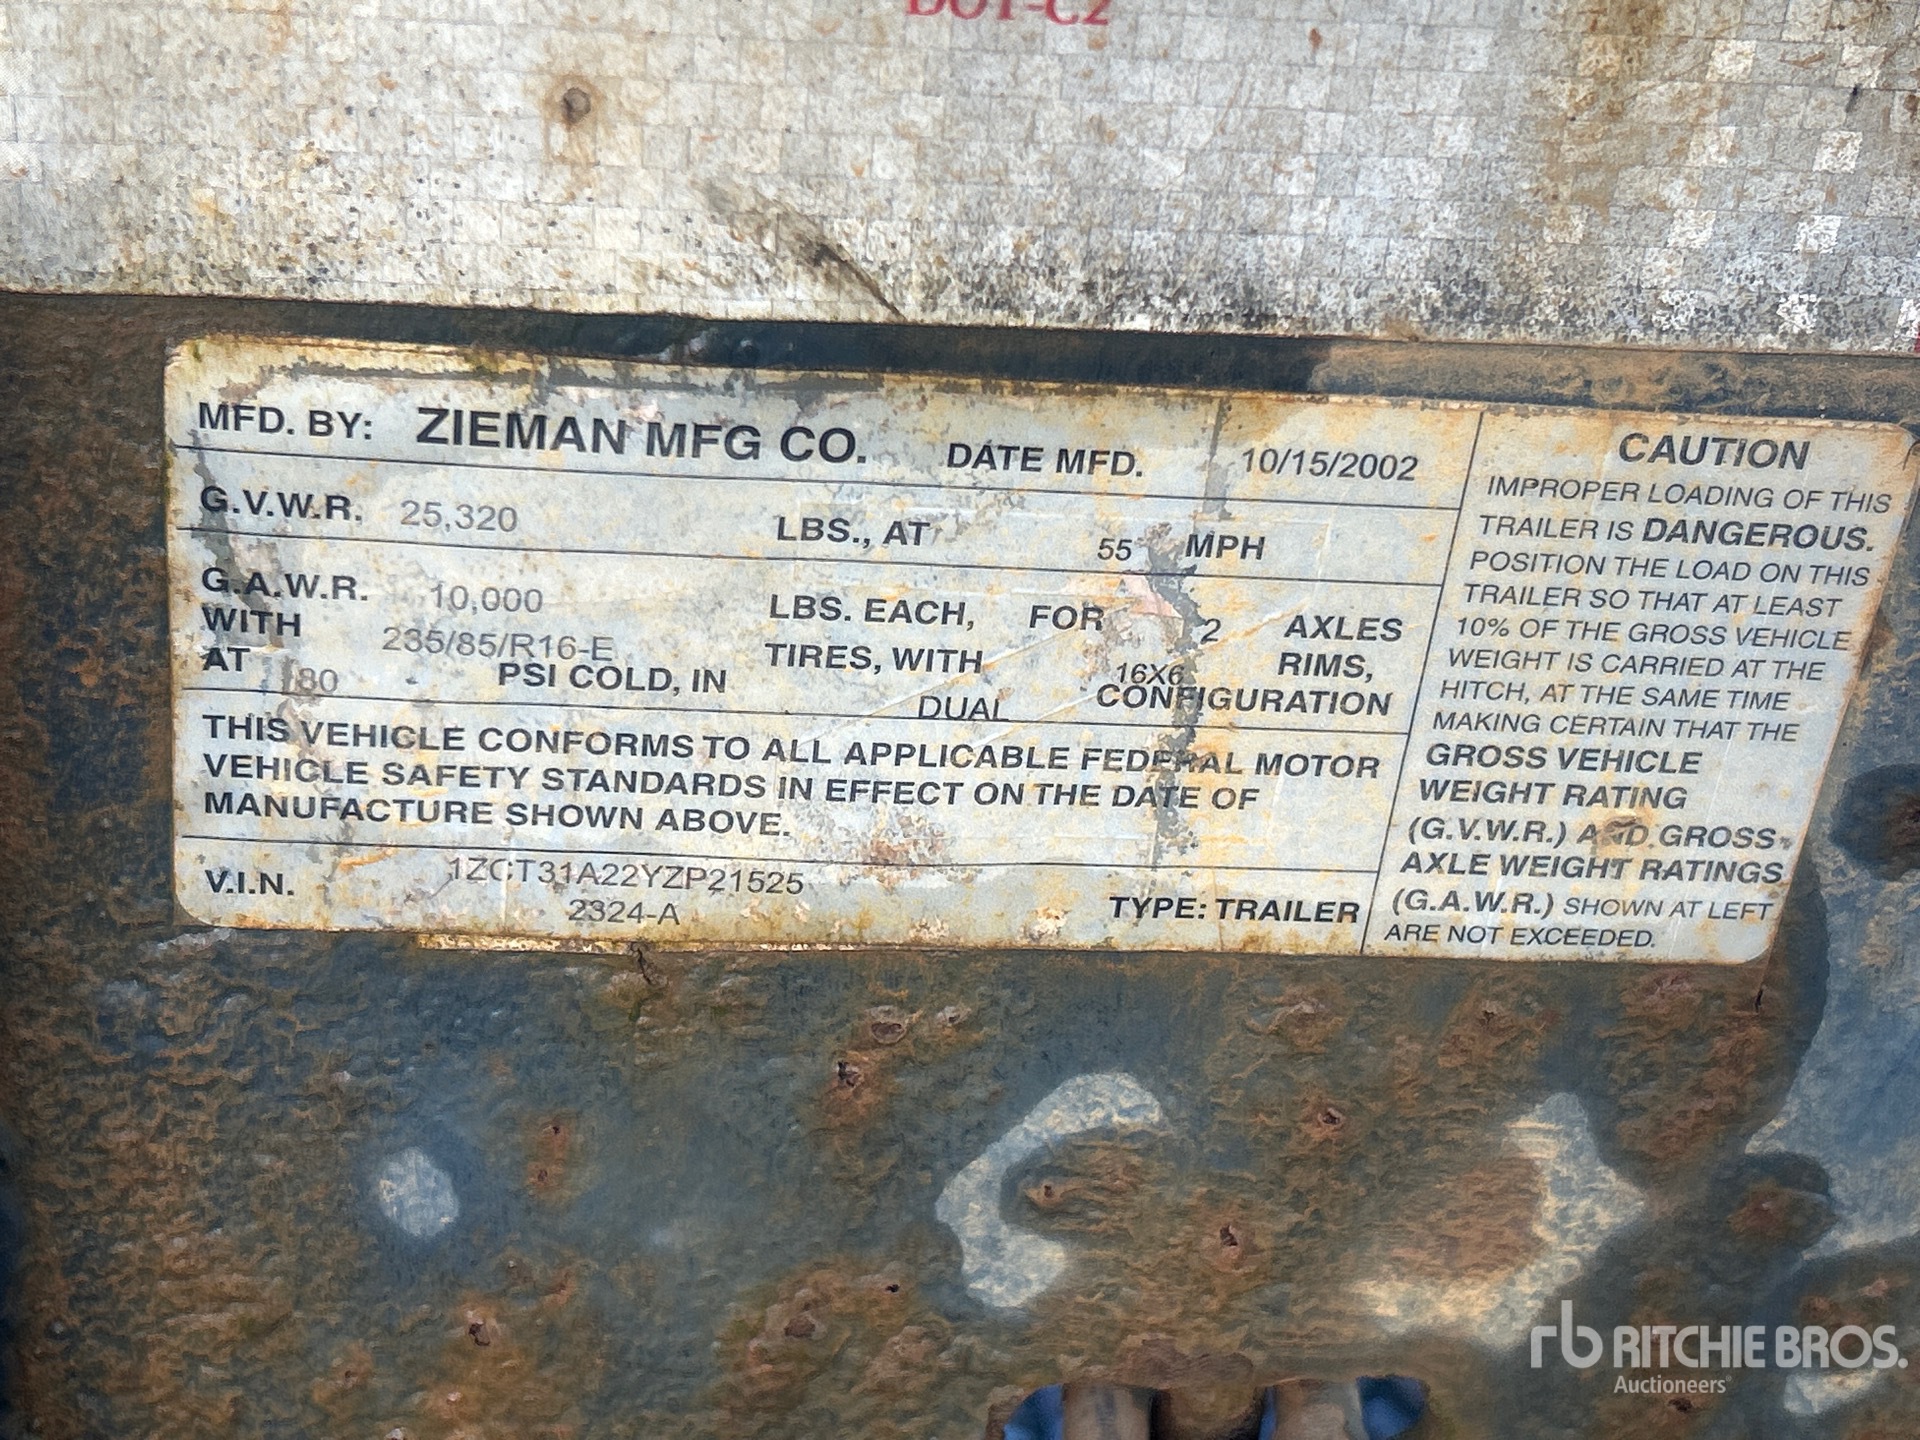 DOT-C2
MFD. BY: ZIEMAN MFG CO. DATE MFD. 10/15/2002
G.V.W.R. 25,320 LBS., AT 55 MPH
G.A.W.R. 10,000 LBS. EACH, FOR 2 AXLES
WITH 235/85/R16-E TIRES, WITH 16X6 RIMS,
AT 80 PSI COLD, IN DUAL CONFIGURATION
THIS VEHICLE CONFORMS TO ALL APPLICABLE FEDERAL MOTOR
VEHICLE SAFETY STANDARDS IN EFFECT ON THE DATE OF
MANUFACTURE SHOWN ABOVE.
V.I.N. 1ZCT31A22YZP21525
2324-A
TYPE: TRAILER
CAUTION
IMPROPER LOADING OF THIS
TRAILER IS DANGEROUS.
POSITION THE LOAD ON THIS
TRAILER SO THAT AT LEAST
10% OF THE GROSS VEHICLE
WEIGHT IS CARRIED AT THE
HITCH, AT THE SAME TIME
MAKING CERTAIN THAT THE
GROSS VEHICLE
WEIGHT RATING
(G.V.W.R.) AND GROSS
AXLE WEIGHT RATINGS
(G.A.W.R.) SHOWN AT LEFT
ARE NOT EXCEEDED.
rb RITCHIE BROS.
Auctioneers